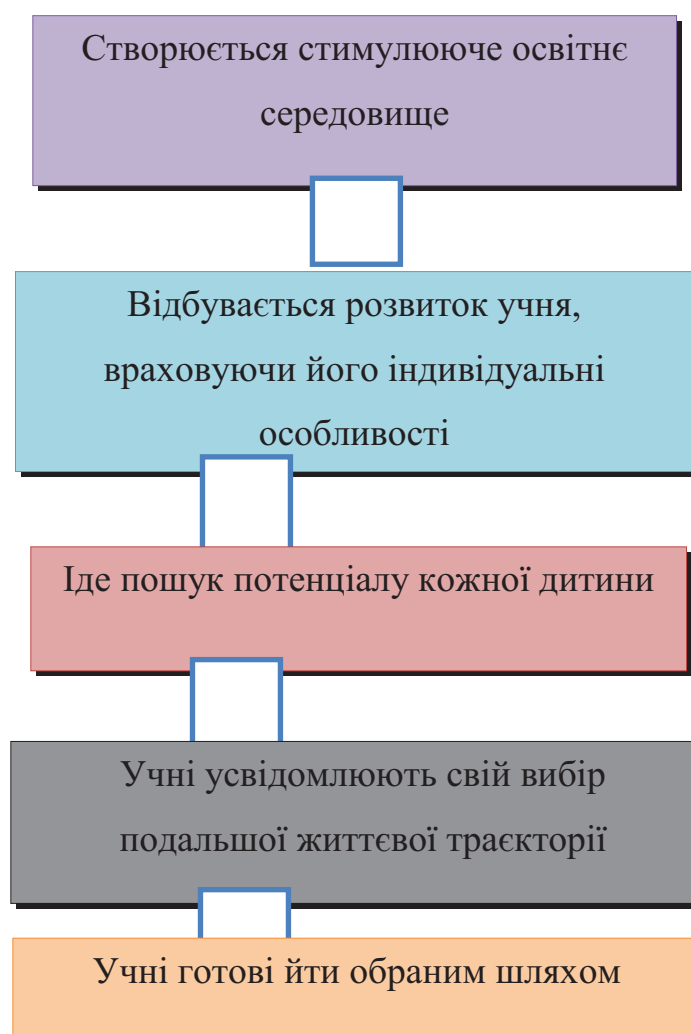 Створюється стимулююче освітнє
середовище
Відбувається розвиток учня,
враховуючи його індивідуальні
особливості
Іде пошук потенціалу кожної дитини
Учні усвідомлюють свій вибір
подальшої життєвої траєкторії
Учні готові йти обраним шляхом